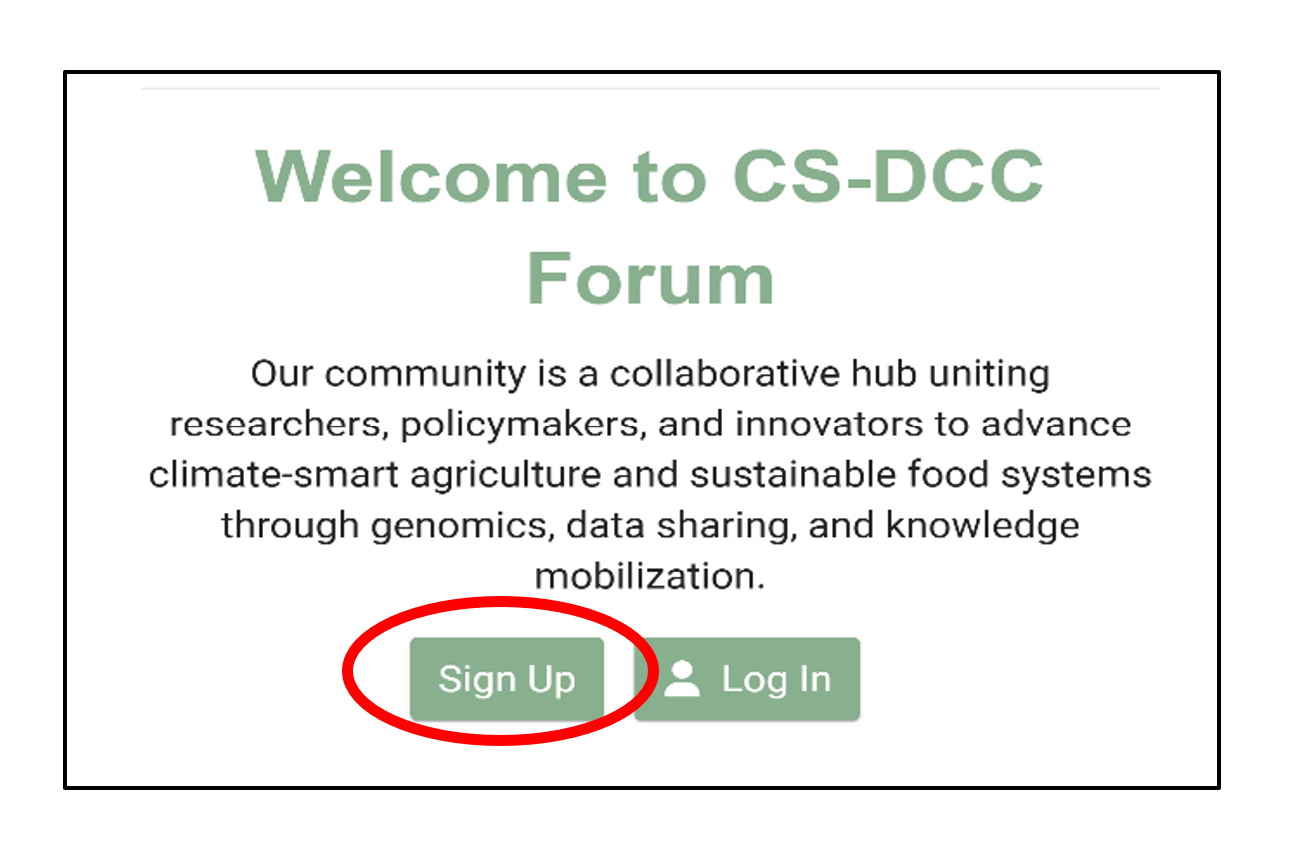 Welcome to CS-DCC
Forum
Our community is a collaborative hub uniting
researchers, policymakers, and innovators to advance
climate-smart agriculture and sustainable food systems
through genomics, data sharing, and knowledge
mobilization.
Sign Up
Log In